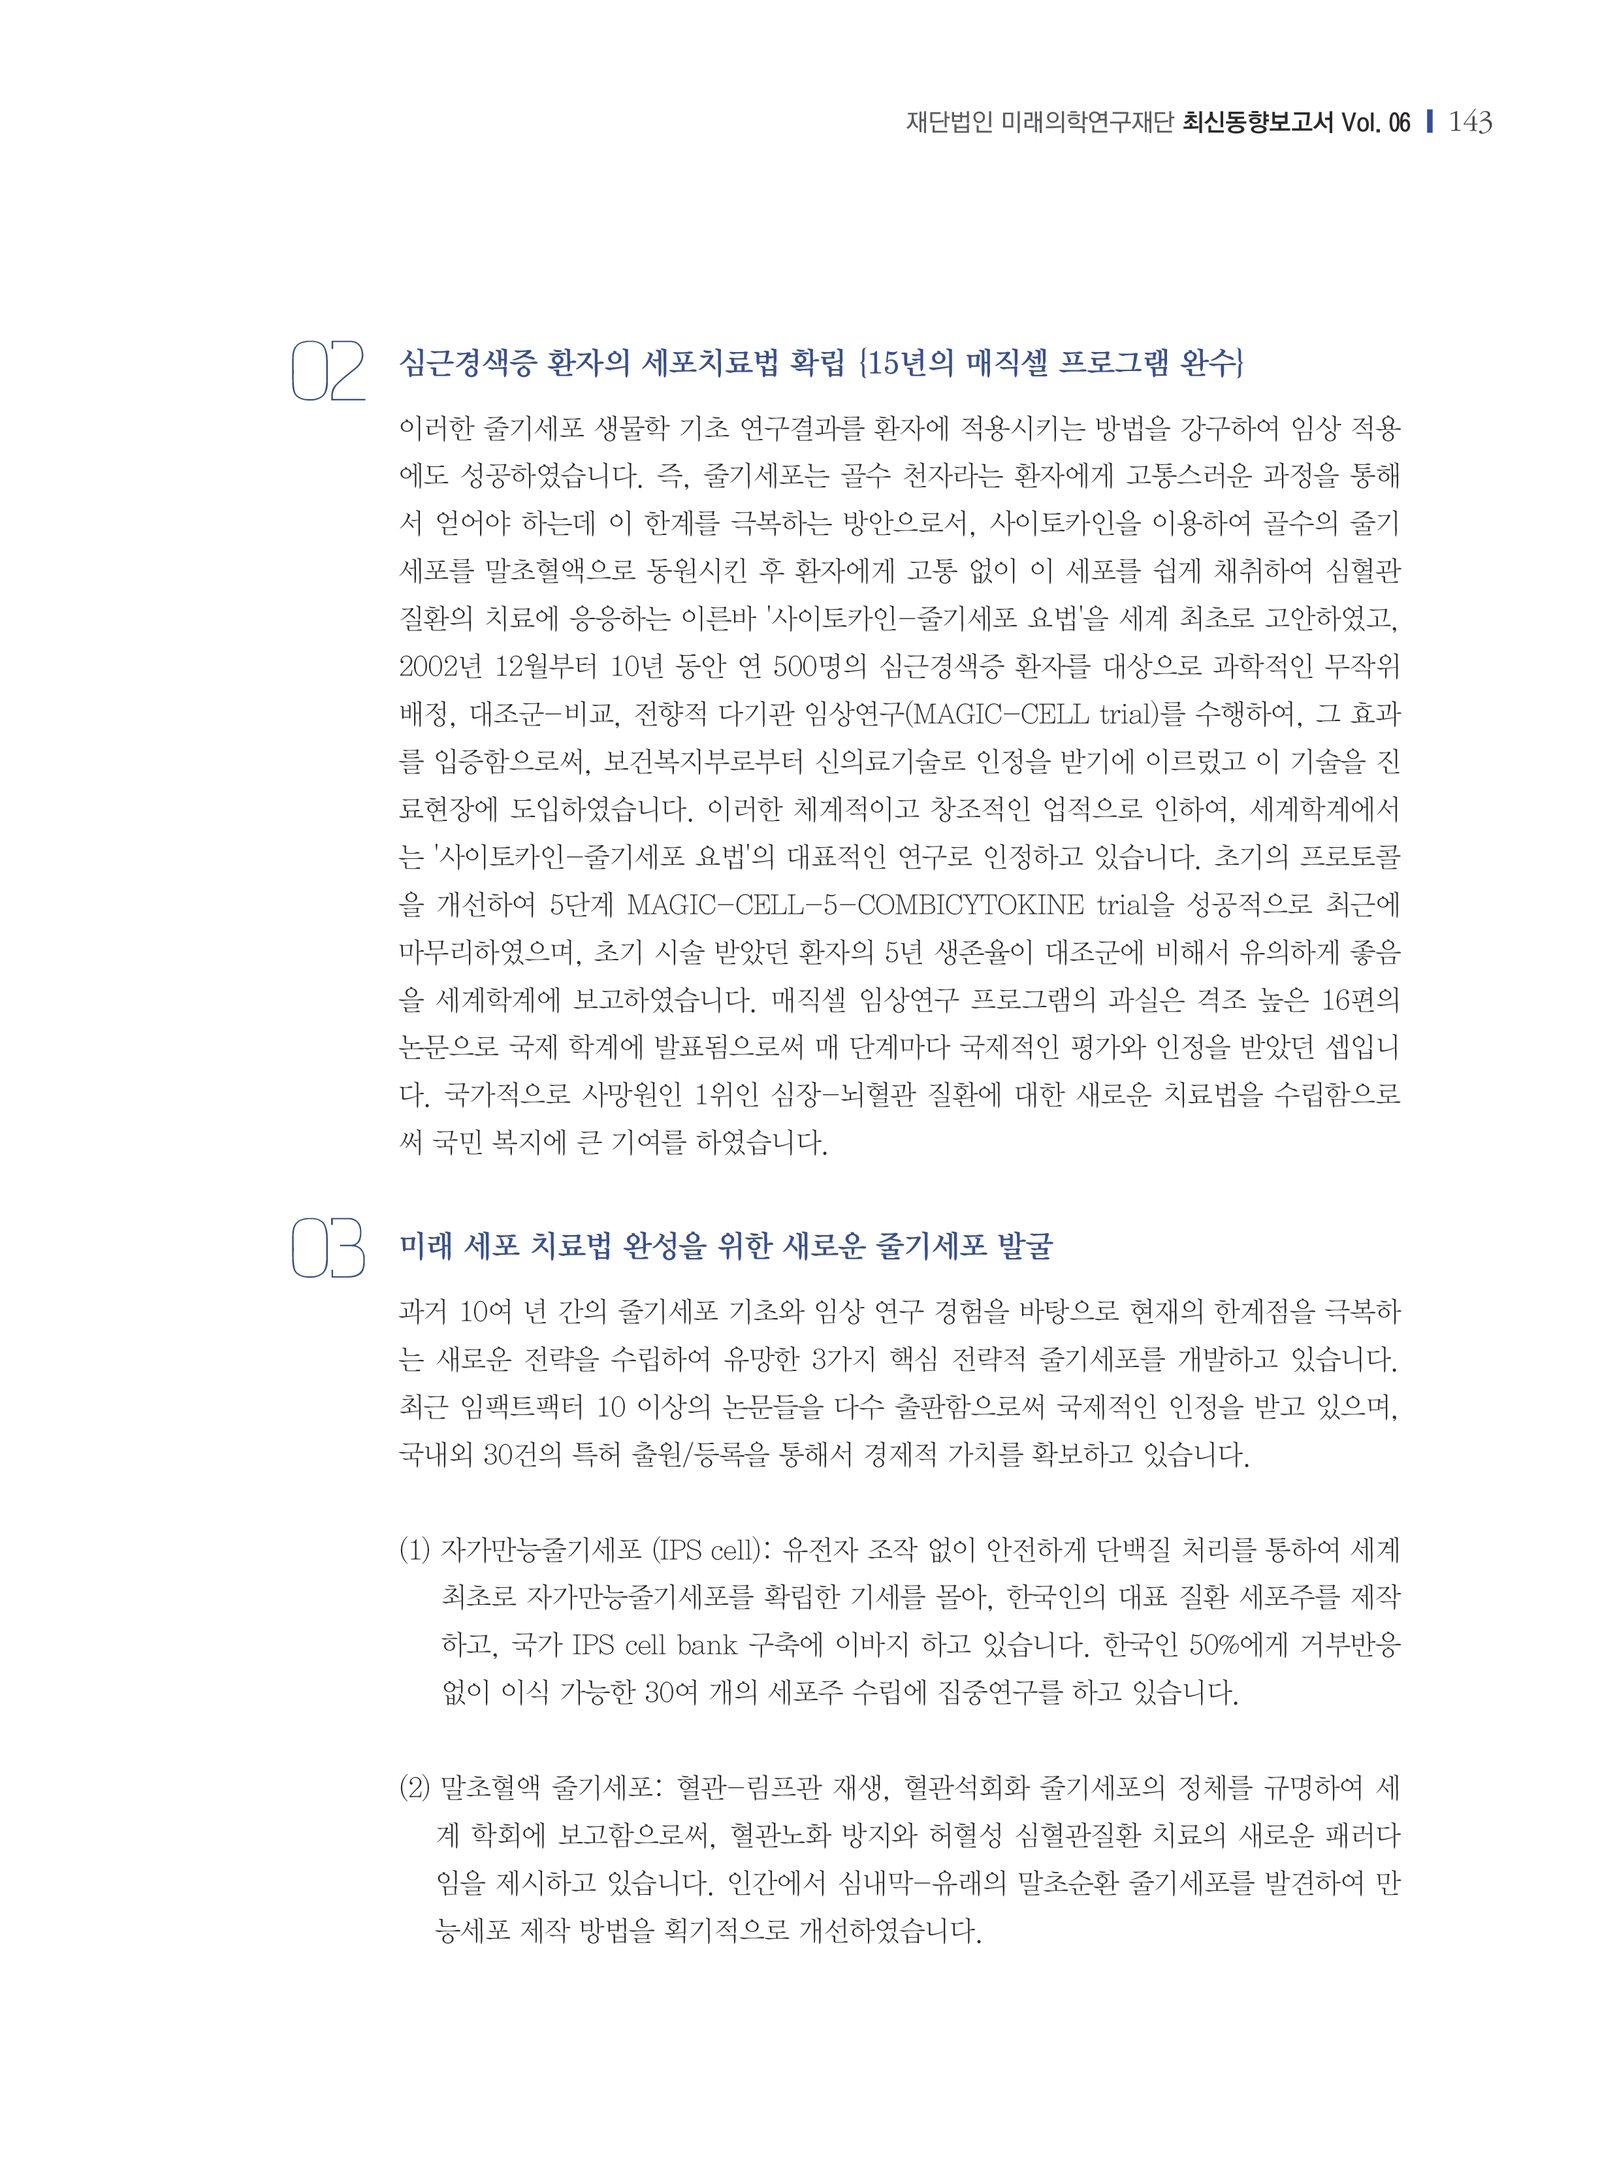 재단법인 미래의학연구재단 최신동향보고서 Vol. 06 143
02 심근경색증 환자의 세포치료법 확립 {15년의 매직셀 프로그램 완수}
이러한 줄기세포 생물학 기초 연구결과를 환자에 적용시키는 방법을 강구하여 임상 적용
에도 성공하였습니다. 즉, 줄기세포는 골수 천자라는 환자에게 고통스러운 과정을 통해
서 얻어야 하는데 이 한계를 극복하는 방안으로서, 사이토카인을 이용하여 골수의 줄기
세포를 말초혈액으로 동원시킨 후 환자에게 고통 없이 이 세포를 쉽게 채취하여 심혈관
질환의 치료에 응응하는 이른바 '사이토카인-줄기세포 요법'을 세계 최초로 고안하였고,
2002년 12월부터 10년 동안 연 500명의 심근경색증 환자를 대상으로 과학적인 무작위
배정, 대조군-비교, 전향적 다기관 임상연구(MAGIC-CELL trial)를 수행하여, 그 효과
를 입증함으로써, 보건복지부로부터 신의료기술로 인정을 받기에 이르렀고 이 기술을 진
료현장에 도입하였습니다. 이러한 체계적이고 창조적인 업적으로 인하여, 세계학계에서
는 '사이토카인-줄기세포 요법'의 대표적인 연구로 인정하고 있습니다. 초기의 프로토콜
을 개선하여 5단계 MAGIC-CELL-5-COMBICYTOKINE trial을 성공적으로 최근에
마무리하였으며, 초기 시술 받았던 환자의 5년 생존율이 대조군에 비해서 유의하게 좋음
을 세계학계에 보고하였습니다. 매직셀 임상연구 프로그램의 과실은 격조 높은 16편의
논문으로 국제 학계에 발표됨으로써 매 단계마다 국제적인 평가와 인정을 받았던 셉입니
다. 국가적으로 사망원인 1위인 심장-뇌혈관 질환에 대한 새로운 치료법을 수립함으로
써 국민 복지에 큰 기여를 하였습니다.
03 미래 세포 치료법 완성을 위한 새로운 줄기세포 발굴
과거 10여 년 간의 줄기세포 기초와 임상 연구 경험을 바탕으로 현재의 한계점을 극복하
는 새로운 전략을 수립하여 유망한 3가지 핵심 전략적 줄기세포를 개발하고 있습니다.
최근 임팩트팩터 10 이상의 논문들을 다수 출판함으로써 국제적인 인정을 받고 있으며,
국내외 30건의 특허 출원/등록을 통해서 경제적 가치를 확보하고 있습니다.
(1) 자가만능줄기세포 (IPS cell): 유전자 조작 없이 안전하게 단백질 처리를 통하여 세계
최초로 자가만능줄기세포를 확립한 기세를 몰아, 한국인의 대표 질환 세포주를 제작
하고, 국가 IPS cell bank 구축에 이바지 하고 있습니다. 한국인 50%에게 거부반응
없이 이식 가능한 30여 개의 세포주 수립에 집중연구를 하고 있습니다.
(2) 말초혈액 줄기세포: 혈관-림프관 재생, 혈관석회화 줄기세포의 정체를 규명하여 세
계 학회에 보고함으로써, 혈관노화 방지와 허혈성 심혈관질환 치료의 새로운 패러다
임을 제시하고 있습니다. 인간에서 심내막-유래의 말초순환 줄기세포를 발견하여 만
능세포 제작 방법을 획기적으로 개선하였습니다.